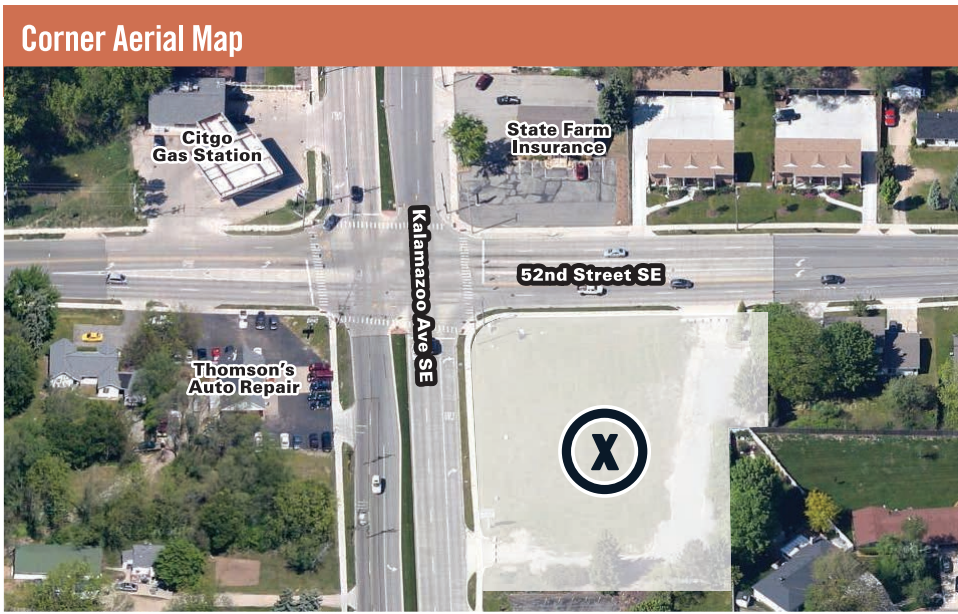 Corner Aerial Map
Citgo
Gas Station
State Farm
Insurance
Kalamazoo Ave SE
52nd Street SE
Thomson's
Auto Repair
X